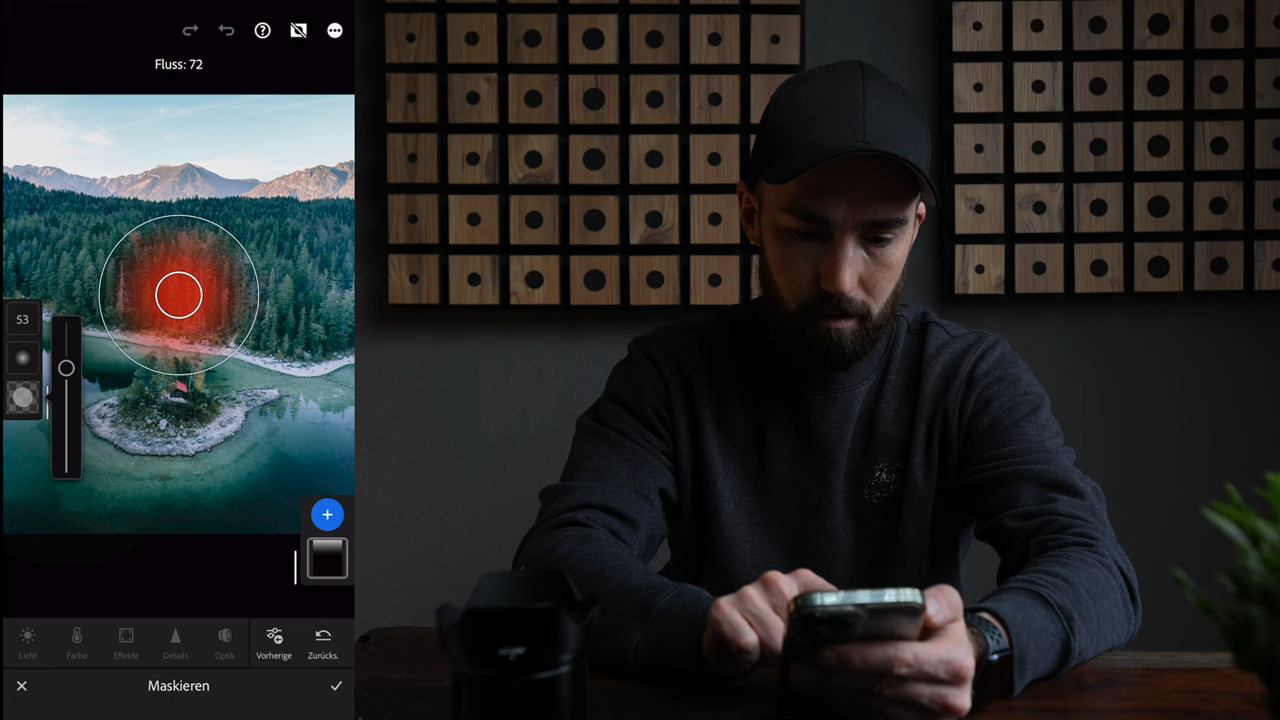 Fluss: 72
53
Licht
Farbe
Effekte
Details
Optik
Vorherige
Zurücks.
Maskieren